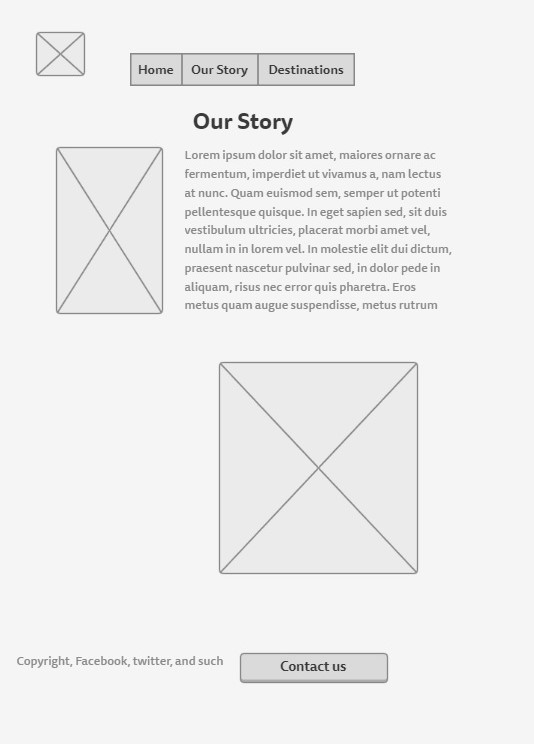 Home Our Story Destinations
Our Story
Lorem ipsum dolor sit amet, maiores ornare ac
fermentum, imperdiet ut vivamus a, nam lectus
at nunc. Quam euismod sem, semper ut potenti
pellentesque quisque. In eget sapien sed, sit duis
vestibulum ultricies, placerat morbi amet vel,
nullam in in lorem vel. In molestie elit dui dictum,
praesent nascetur pulvinar sed, in dolor pede in
aliquam, risus nec error quis pharetra. Eros
metus quam augue suspendisse, metus rutrum
Copyright, Facebook, twitter, and such
Contact us